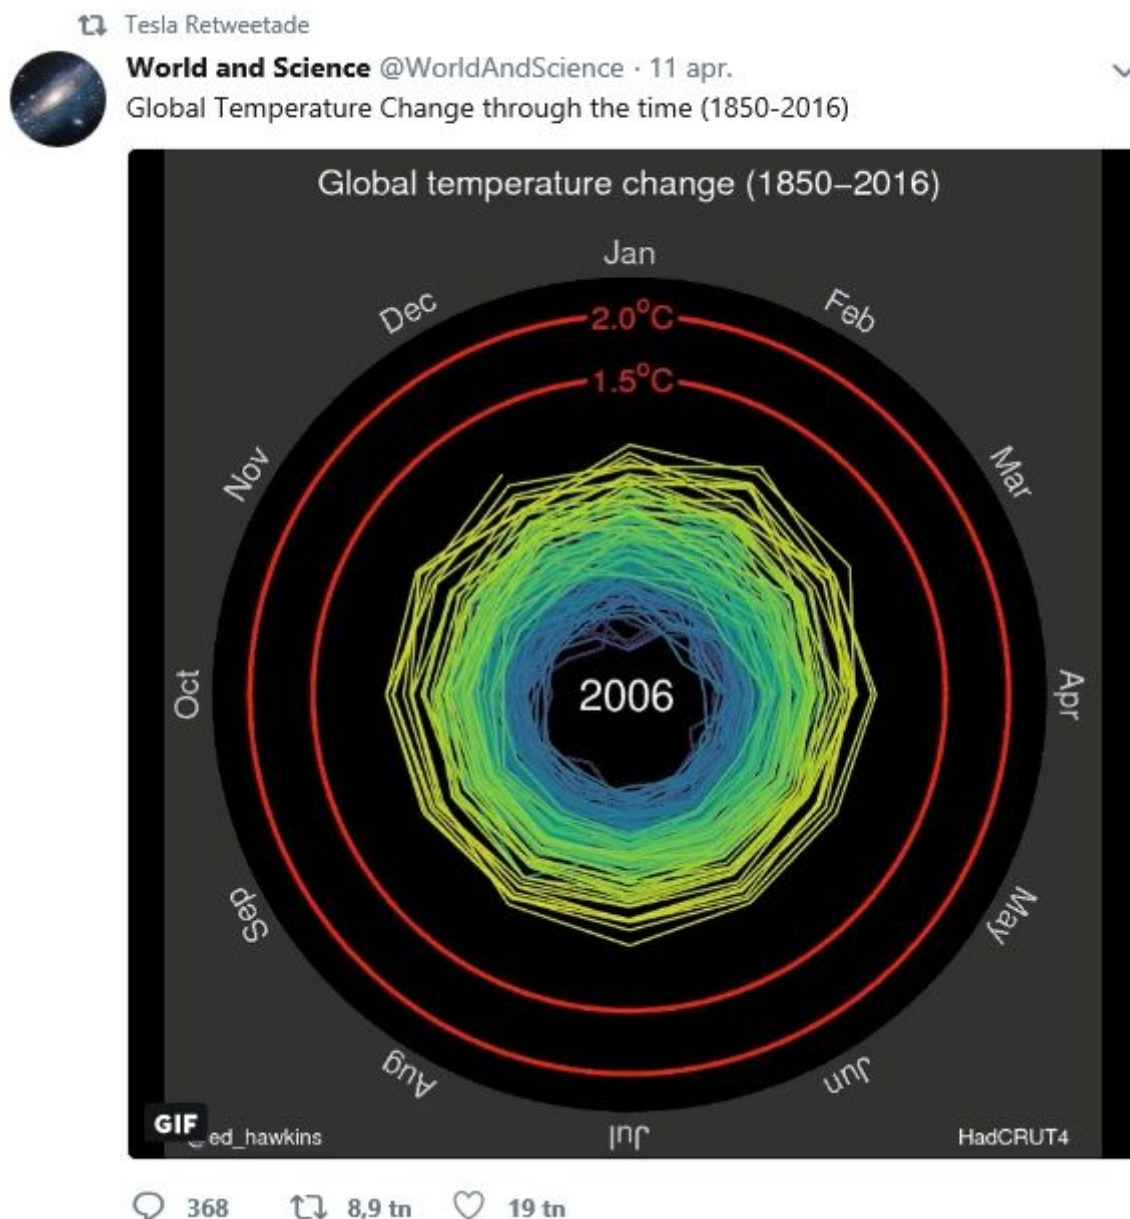 Tesla Retweetade
World and Science @WorldAndScience · 11 apr.
Global Temperature Change through the time (1850-2016)
Global temperature change (1850–2016)
Jan
Dec
Feb
2.0°C
1.5°C
Nov
Mar
2006
Oct
Apr
Sep
May
Aug
Jun
Jul
GIF
ed_hawkins
HadCRUT4
368 8,9 tn 19 tn